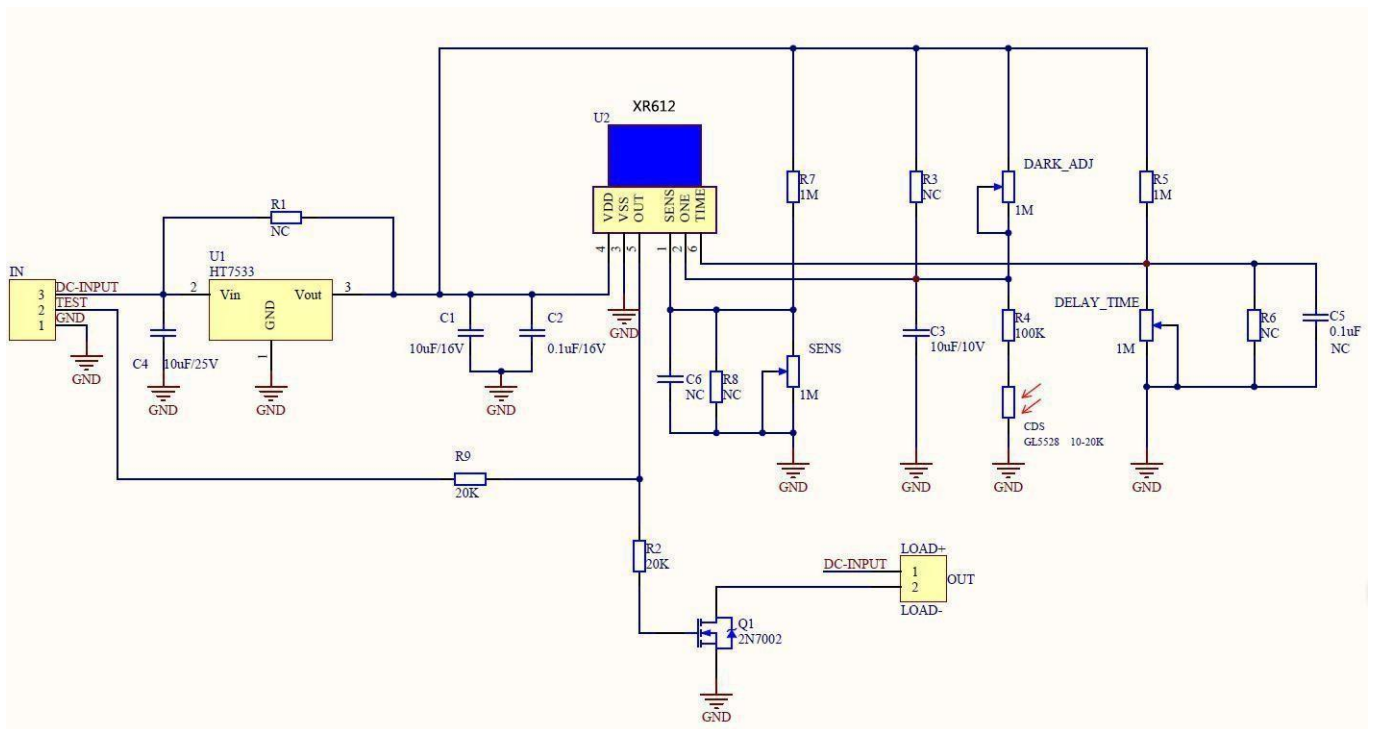 XR612
U2
VDD
VSS
OUT
SENS
ONE
TIME
4
3
5
1
2
6
R7
1M
R3
NC
DARK_ADJ
1M
R5
1M
R1
NC
U1
HT7533
IN
3
2
1
DC-INPUT
TEST
GND
GND
2
Vin
GND
Vout
3
1
C4
10uF/25V
GND
GND
C1
10uF/16V
C2
0.1uF/16V
GND
GND
C6
NC
R8
NC
SENS
1M
GND
C3
10uF/10V
GND
R4
100K
CDS
GL5528 10-20K
GND
DELAY_TIME
1M
GND
R6
NC
C5
0.1uF
NC
R9
20K
R2
20K
Q1
2N7002
GND
DC-INPUT
LOAD+
1
2
OUT
LOAD-